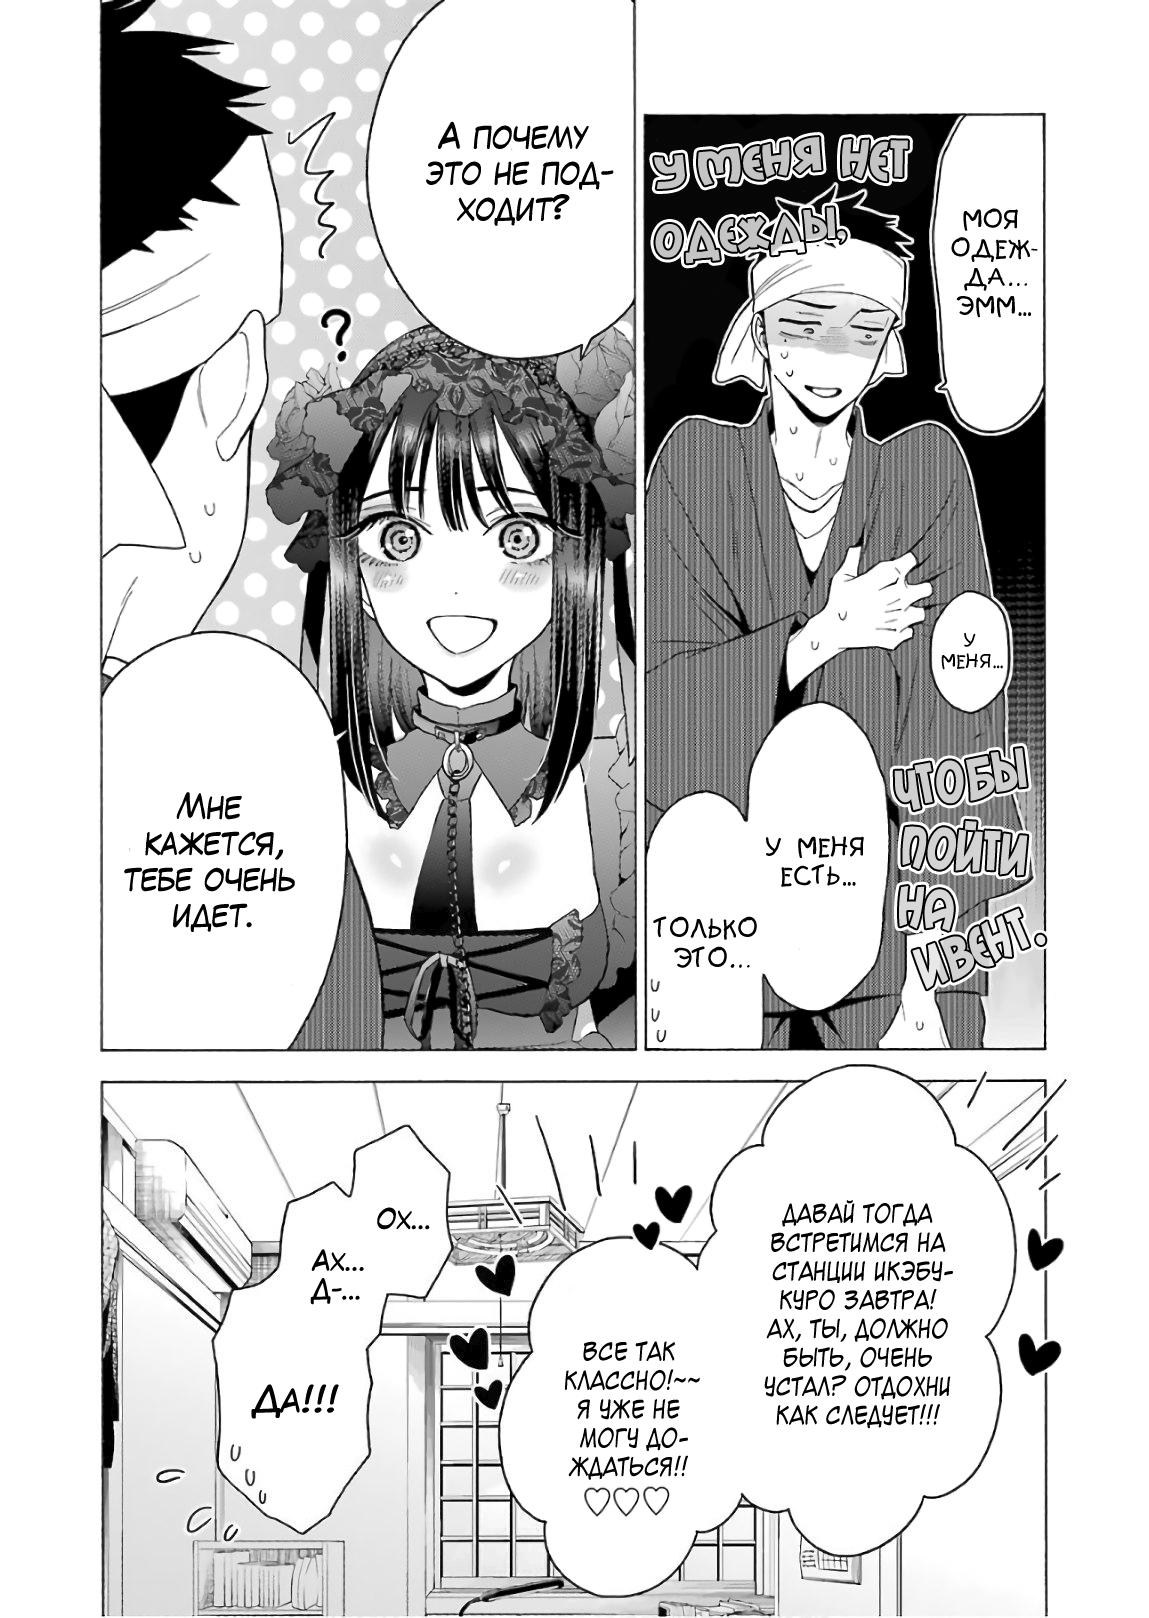 У МЕНЯ НЕТ
ОДЕЖДЫ,
МОЯ
ОДЕЖ-
ДА...
ЭММ...
У
МЕНЯ...
ЧТОБЫ
ПОЙТИ
НА
ИВЕНТ.
У МЕНЯ
ЕСТЬ...
ТОЛЬКО
ЭТО...
А ПОЧЕМУ
ЭТО НЕ ПОД-
ХОДИТ?
?
МНЕ
КАЖЕТСЯ,
ТЕБЕ ОЧЕНЬ
ИДЕТ.
ДАВАЙ ТОГДА
ВСТРЕТИМСЯ НА
СТАНЦИИ ИКЭБУ-
КУРО ЗАВТРА!
АХ, ТЫ, ДОЛЖНО
БЫТЬ, ОЧЕНЬ
УСТАЛ? ОТДОХНИ
КАК СЛЕДУЕТ!!!
ВСЕ ТАК
КЛАССНО!~~
Я УЖЕ НЕ
МОГУ ДО-
ЖДАТЬСЯ!!
♡♡♡
ОХ...
АХ...
Д-...
ДА!!!